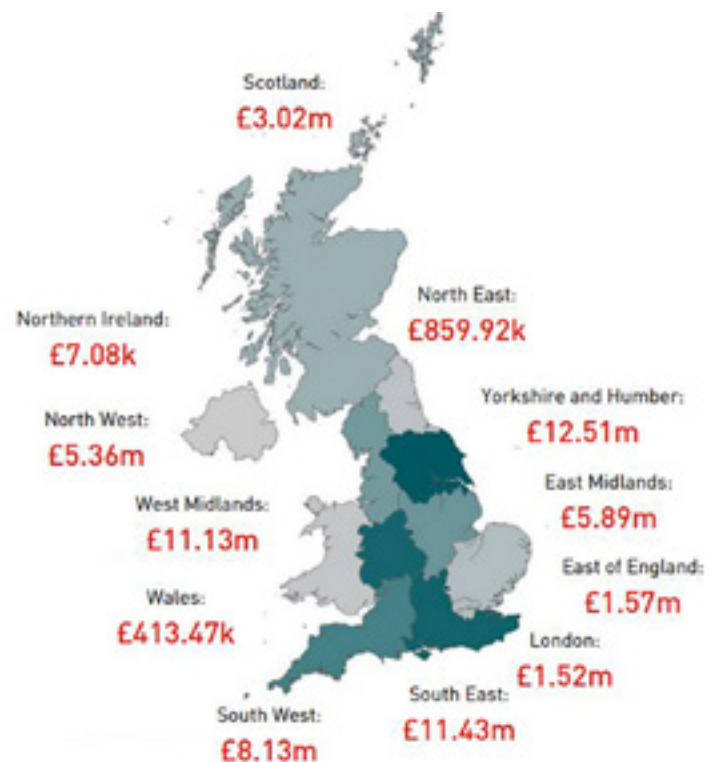 Scotland:
£3.02m
North East:
£859.92k
Northern Ireland:
£7.08k
Yorkshire and Humber:
£12.51m
North West:
£5.36m
East Midlands:
£5.89m
West Midlands:
£11.13m
East of England:
£1.57m
Wales:
£413.47k
London:
£1.52m
South East:
£11.43m
South West:
£8.13m